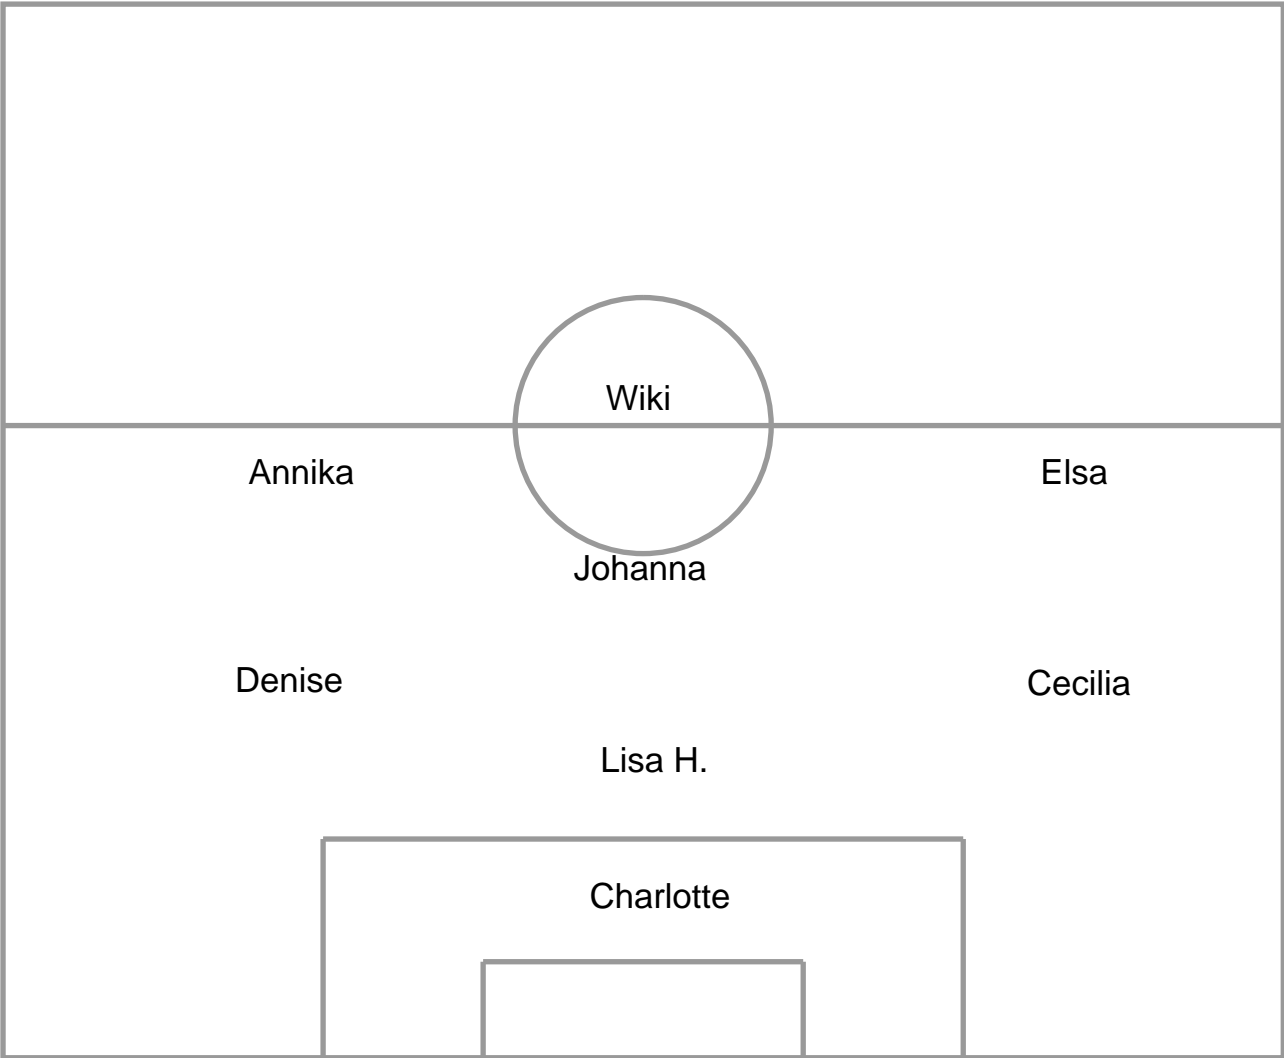 Wiki
Annika
Elsa
Johanna
Denise
Cecilia
Lisa H.
Charlotte